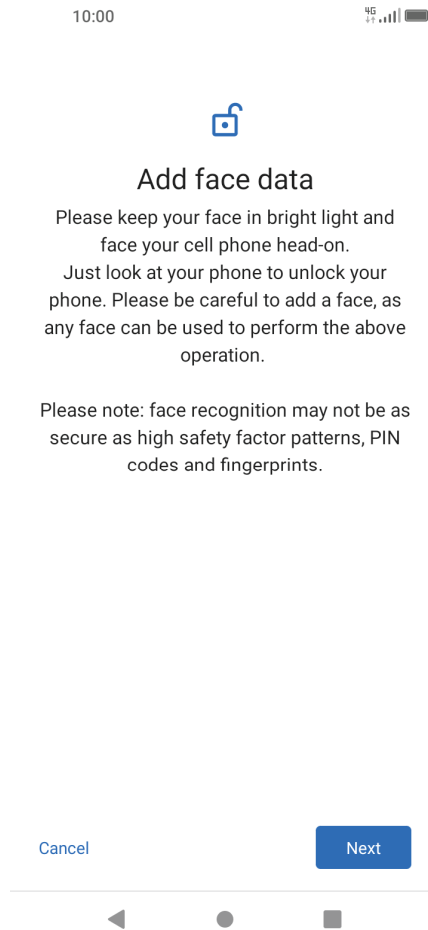 10:00
4G
Add face data
Please keep your face in bright light and
face your cell phone head-on.
Just look at your phone to unlock your
phone. Please be careful to add a face, as
any face can be used to perform the above
operation.
Please note: face recognition may not be as
secure as high safety factor patterns, PIN
codes and fingerprints.
Cancel
Next